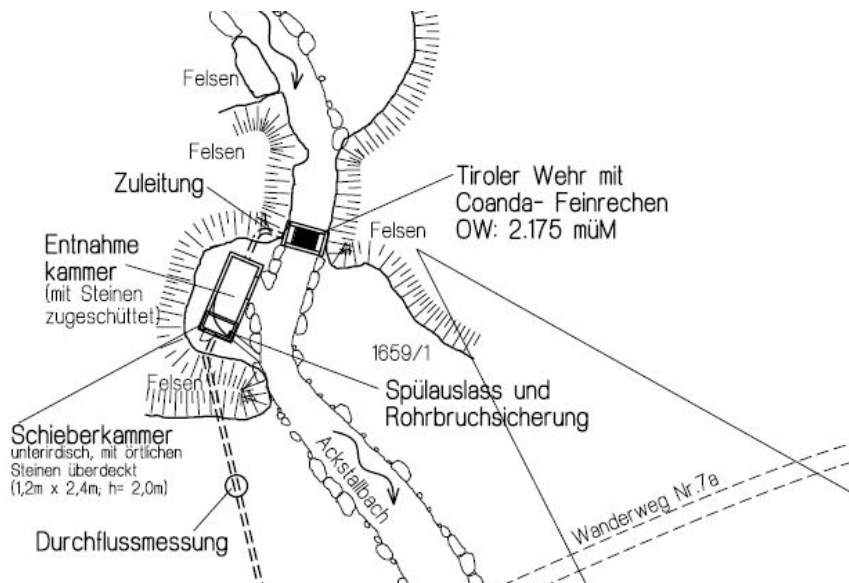 Felsen
Felsen
Zuleitung
Tiroler Wehr mit
Coanda- Feinrechen
OW: 2.175 müM
Felsen
Entnahme
kammer
(mit Steinen
zugeschüttet)
1659/1
Felsen
Spülauslass und
Rohrbruchsicherung
Schieberkammer
unterirdisch, mit örtlichen
Steinen überdeckt
(1,2m x 2,4m; h= 2,0m)
Ackstallbach
Wanderweg Nr.7a
Durchflussmessung